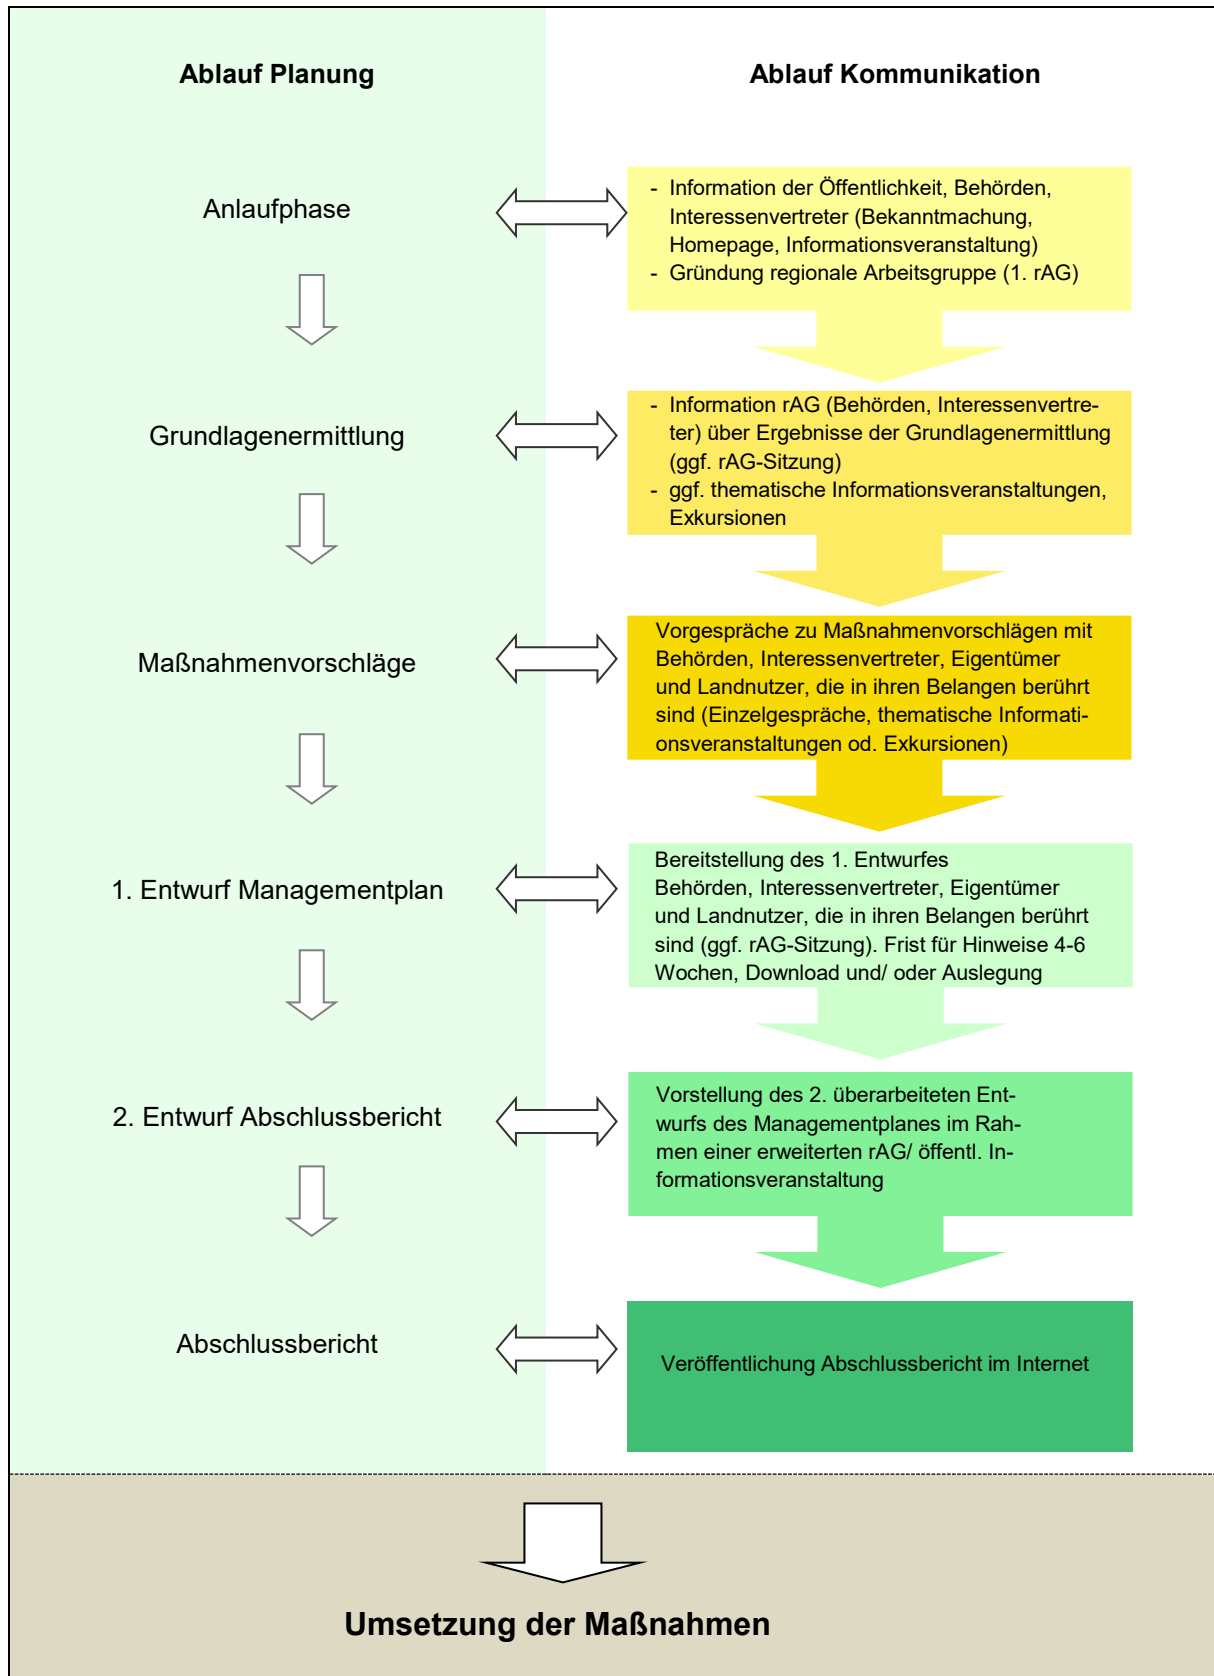 Ablauf Planung
Ablauf Kommunikation
Anlaufphase
- Information der Öffentlichkeit, Behörden,
Interessenvertreter (Bekanntmachung,
Homepage, Informationsveranstaltung)
- Gründung regionale Arbeitsgruppe (1. rAG)
Grundlagenermittlung
- Information rAG (Behörden, Interessenvertre-
ter) über Ergebnisse der Grundlagenermittlung
(ggf. rAG-Sitzung)
- ggf. thematische Informationsveranstaltungen,
Exkursionen
Maßnahmenvorschläge
Vorgespräche zu Maßnahmenvorschlägen mit
Behörden, Interessenvertreter, Eigentümer
und Landnutzer, die in ihren Belangen berührt
sind (Einzelgespräche, thematische Informati-
onsveranstaltungen od. Exkursionen)
1. Entwurf Managementplan
Bereitstellung des 1. Entwurfes
Behörden, Interessenvertreter, Eigentümer
und Landnutzer, die in ihren Belangen berührt
sind (ggf. rAG-Sitzung). Frist für Hinweise 4-6
Wochen, Download und/ oder Auslegung
2. Entwurf Abschlussbericht
Vorstellung des 2. überarbeiteten Ent-
wurfs des Managementplanes im Rah-
men einer erweiterten rAG/ öffentl. In-
formationsveranstaltung
Abschlussbericht
Veröffentlichung Abschlussbericht im Internet
Umsetzung der Maßnahmen